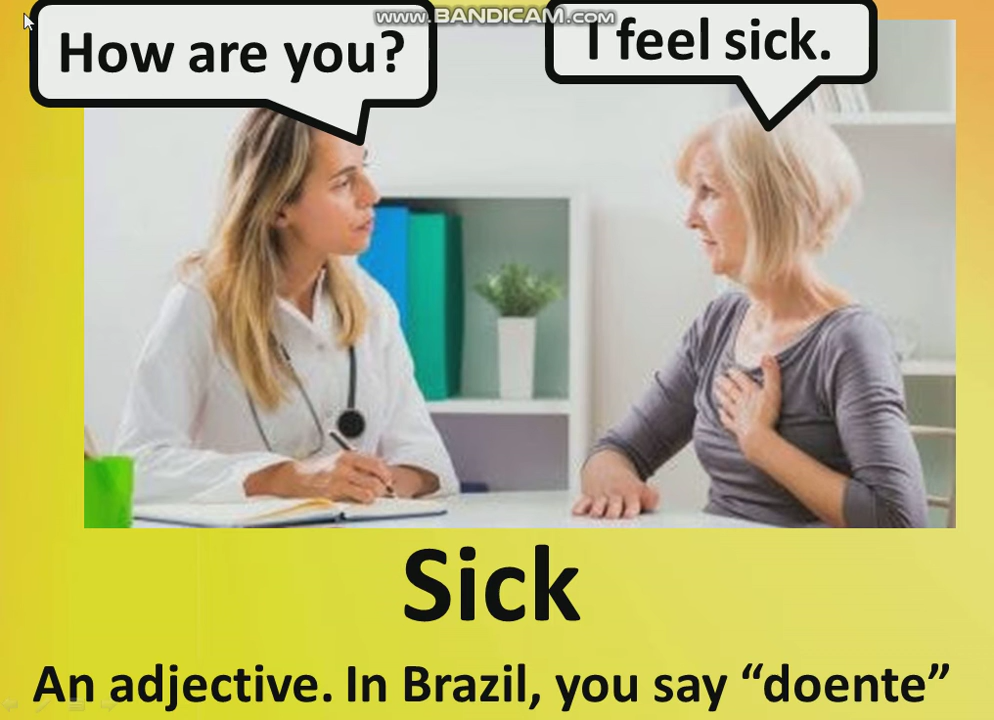 www.BANDICAM.com
How are you?
I feel sick.
Sick
An adjective. In Brazil, you say “doente”